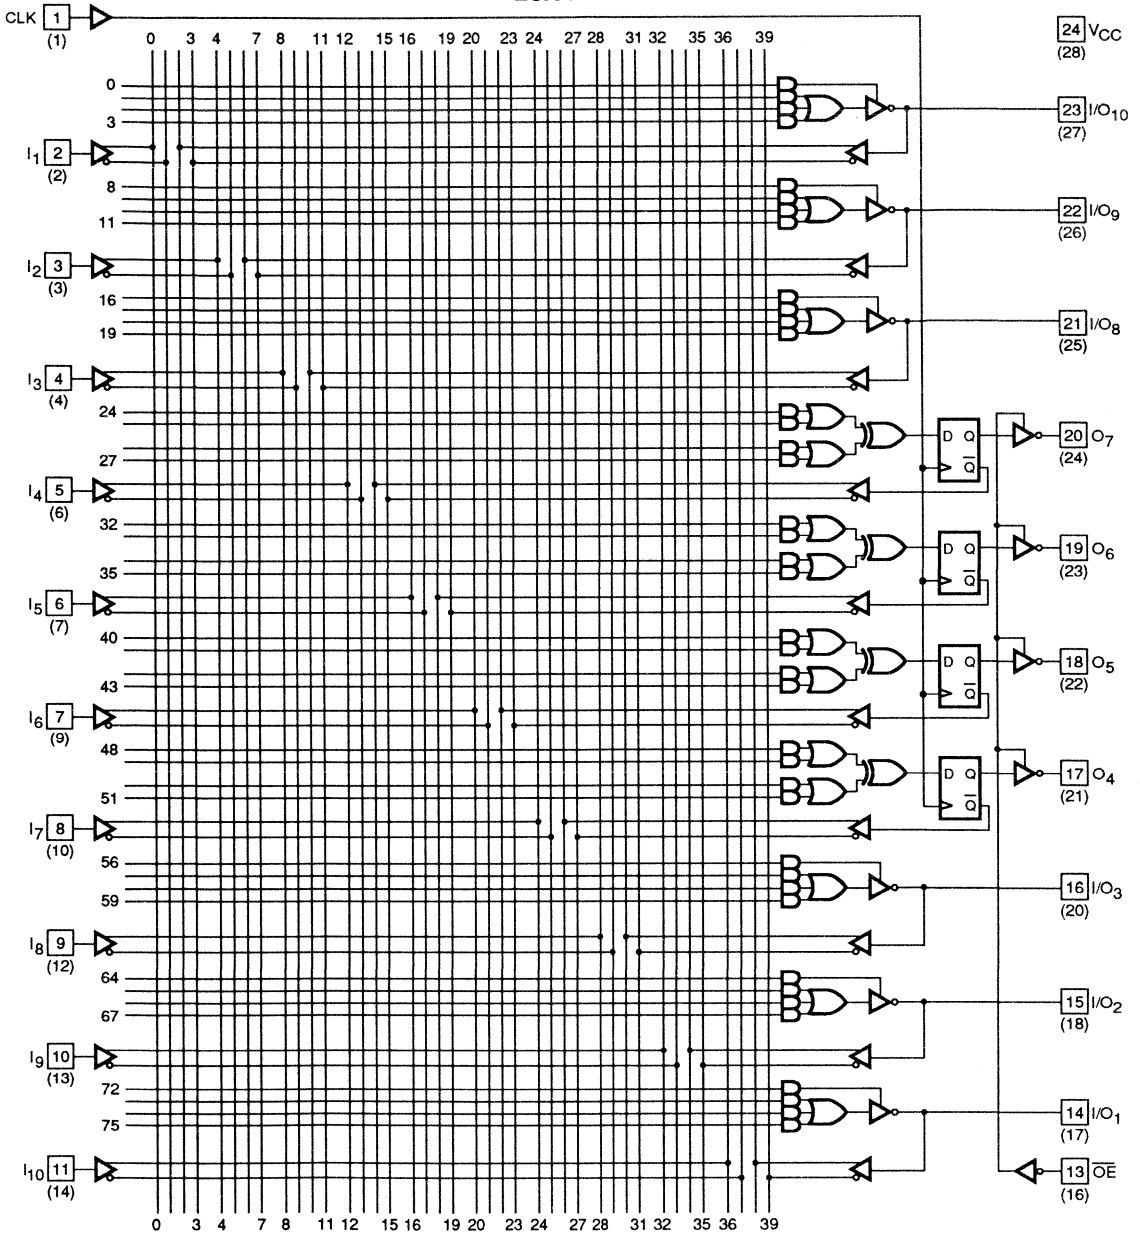 CLK 1 24 VCC
(1) (28)
0 3 4 7 8 11 12 15 16 19 20 23 24 27 28 31 32 35 36 39
0
23 I/O10
3 (27)
I1 2
(2)
8
22 I/O9
11 (26)
I2 3
(3)
16
21 I/O8
19 (25)
I3 4
(4)
24
D Q 20 O7
27 Q (24)
I4 5
(6)
32
D Q 19 O6
35 Q (23)
I5 6
(7)
40
D Q 18 O5
43 Q (22)
I6 7
(9)
48
D Q 17 O4
51 Q (21)
I7 8
(10)
56
16 I/O3
59 (20)
I8 9
(12)
64
15 I/O2
67 (18)
I9 10
(13)
72
14 I/O1
75 (17)
I10 11 13 OE
(14) (16)
0 3 4 7 8 11 12 15 16 19 20 23 24 27 28 31 32 35 36 39